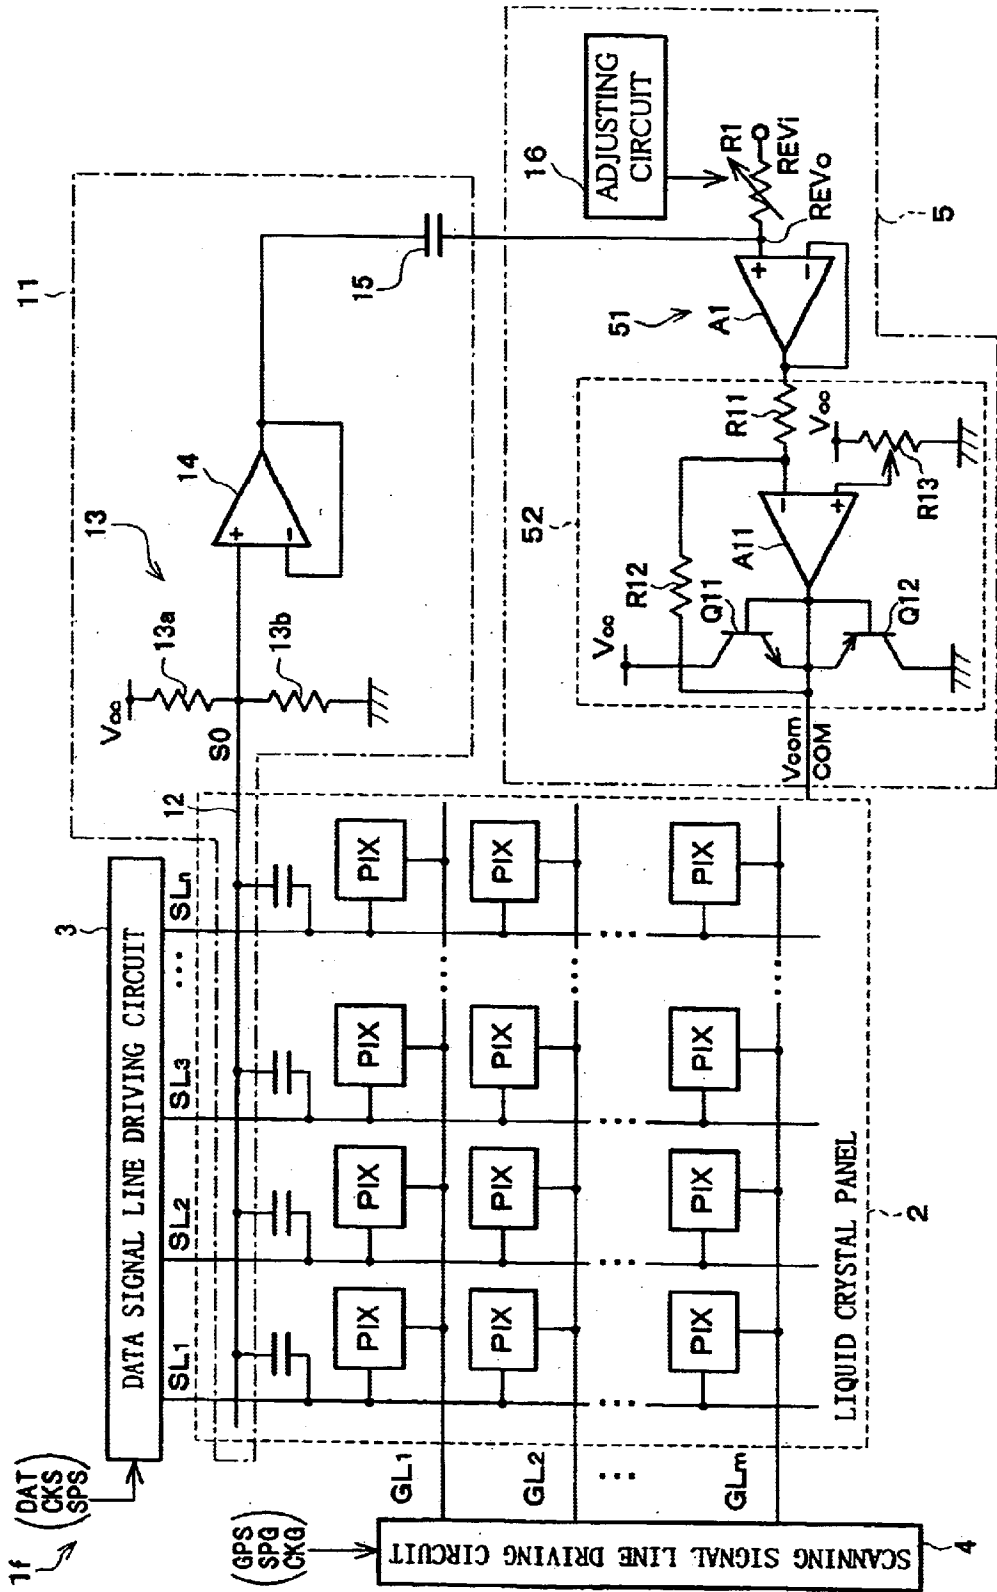 1f
(DAT
CKS
SPS)
3
DATA SIGNAL LINE DRIVING CIRCUIT
SL1
SL2
SL3
...
SLn
11
12
S0
Vcc
13
13a
13b
14
+
-
15
(GPS
SPG
CKG)
GL1
GL2
...
GLm
4
SCANNING SIGNAL LINE DRIVING CIRCUIT
PIX
PIX
PIX
...
PIX
PIX
PIX
PIX
...
PIX
...
...
...
...
PIX
PIX
PIX
...
PIX
LIQUID CRYSTAL PANEL
2
16
ADJUSTING
CIRCUIT
R1
REVi
REVo
+
-
51
A1
5
52
R11
R12
Vcc
R13
-
+
A11
Vcc
Q11
Q12
Vcom
COM